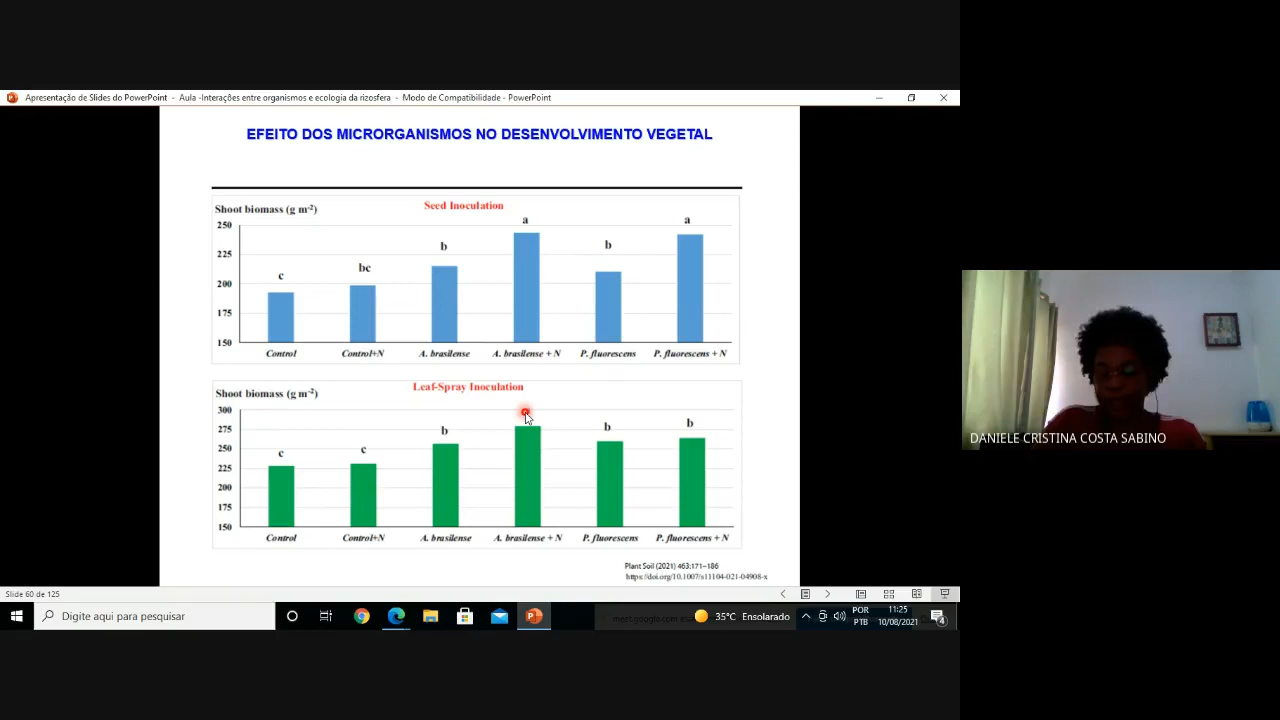 Apresentação de Slides do PowerPoint - Aula -Interações entre organismos e ecologia da rizosfera - Modo de Compatibilidade - PowerPoint
EFEITO DOS MICRORGANISMOS NO DESENVOLVIMENTO VEGETAL
Seed Inoculation
Shoot biomass (g m-2)
250
225
200
175
150
c
bc
b
a
b
a
Control
Control+N
A. brasilense
A. brasilense + N
P. fluorescens
P. fluorescens + N
Leaf-Spray Inoculation
Shoot biomass (g m-2)
300
275
250
225
200
175
150
c
c
b
b
b
Control
Control+N
A. brasilense
A. brasilense + N
P. fluorescens
P. fluorescens + N
Plant Soil (2021) 463:171–186
https://doi.org/10.1007/s11104-021-04908-x
DANIELE CRISTINA COSTA SABINO
Slide 60 de 125
Digite aqui para pesquisar
35°C Ensolarado
POR
PTB
11:25
10/08/2021
4